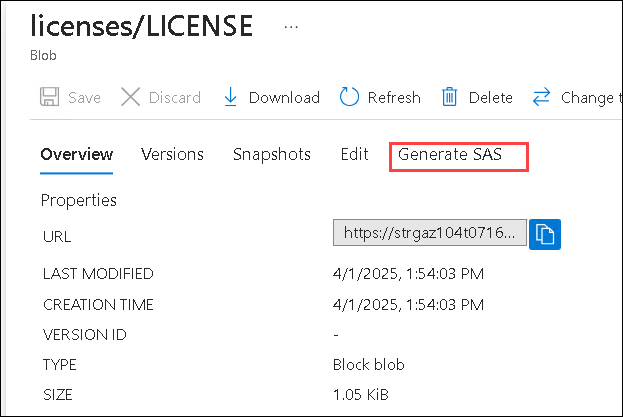 licenses/LICENSE ...
Blob
Save Discard Download Refresh Delete Change t
Overview Versions Snapshots Edit Generate SAS
Properties
URL https://strgaz104t0716...
LAST MODIFIED 4/1/2025, 1:54:03 PM
CREATION TIME 4/1/2025, 1:54:03 PM
VERSION ID -
TYPE Block blob
SIZE 1.05 KiB